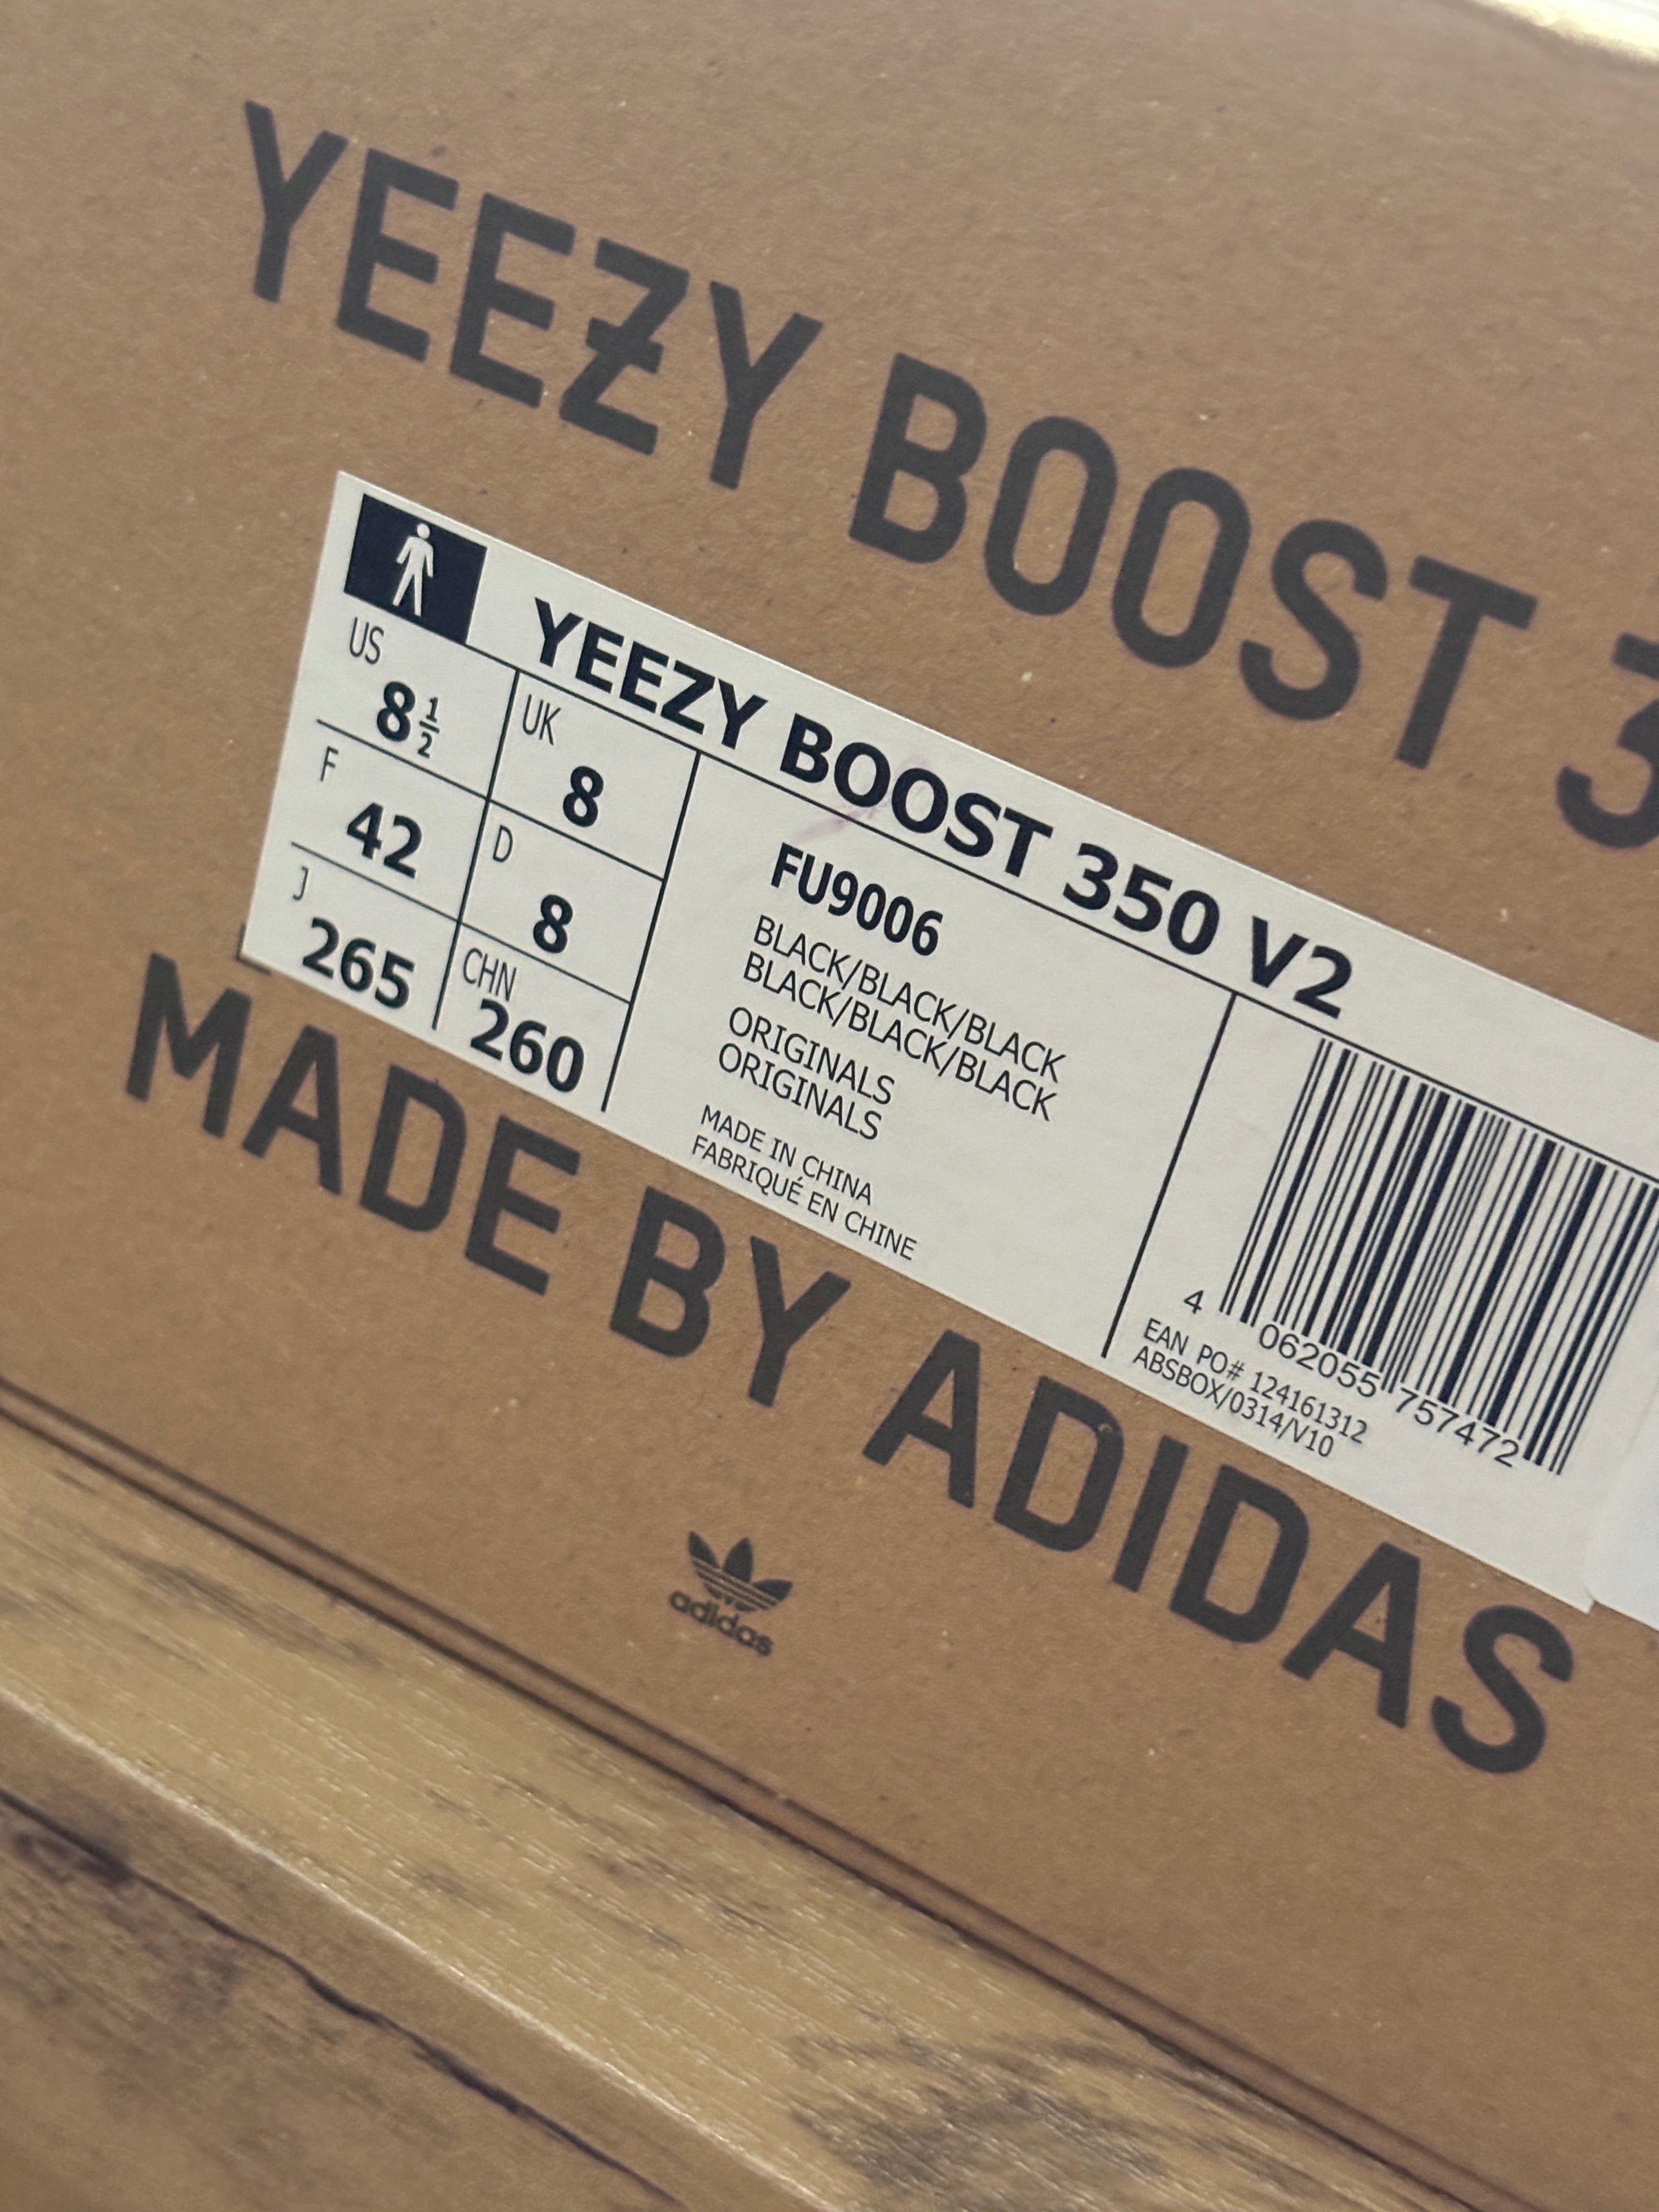 YEEZY BOOST 3
YEEZY BOOST 350 V2
US
8½
UK
8
F
42
D
8
J
265
CHN
260
FU9006
BLACK/BLACK/BLACK
BLACK/BLACK/BLACK
ORIGINALS
ORIGINALS
MADE IN CHINA
FABRIQUÉ EN CHINE
4 062055 757472
EAN PO# 124161312
ABSBOX/0314/V10
MADE BY ADIDAS
adidas